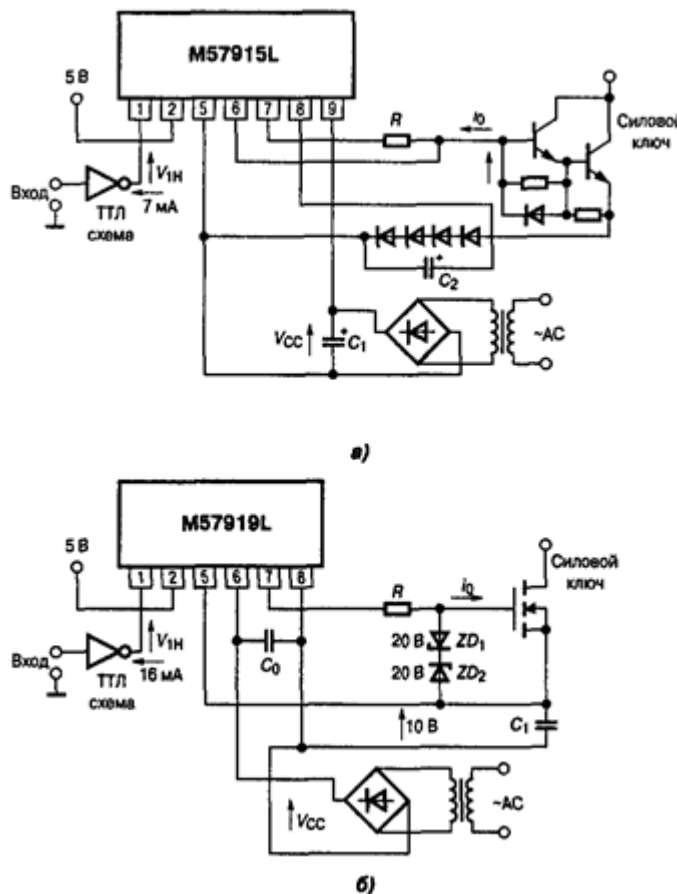 M57915L
5 В
1 2 5 6 7 8 9
R
i0
Силовой
ключ
V1H
Вход
ТТЛ
схема
7 мА
C2
+
VCC
C1
+
~AC
а)
M57919L
5 В
1 2 5 6 7 8
R
i0
Силовой
ключ
V1H
Вход
ТТЛ
схема
16 мА
C0
20 В ZD1
20 В ZD2
10 В
C1
VCC
~AC
б)